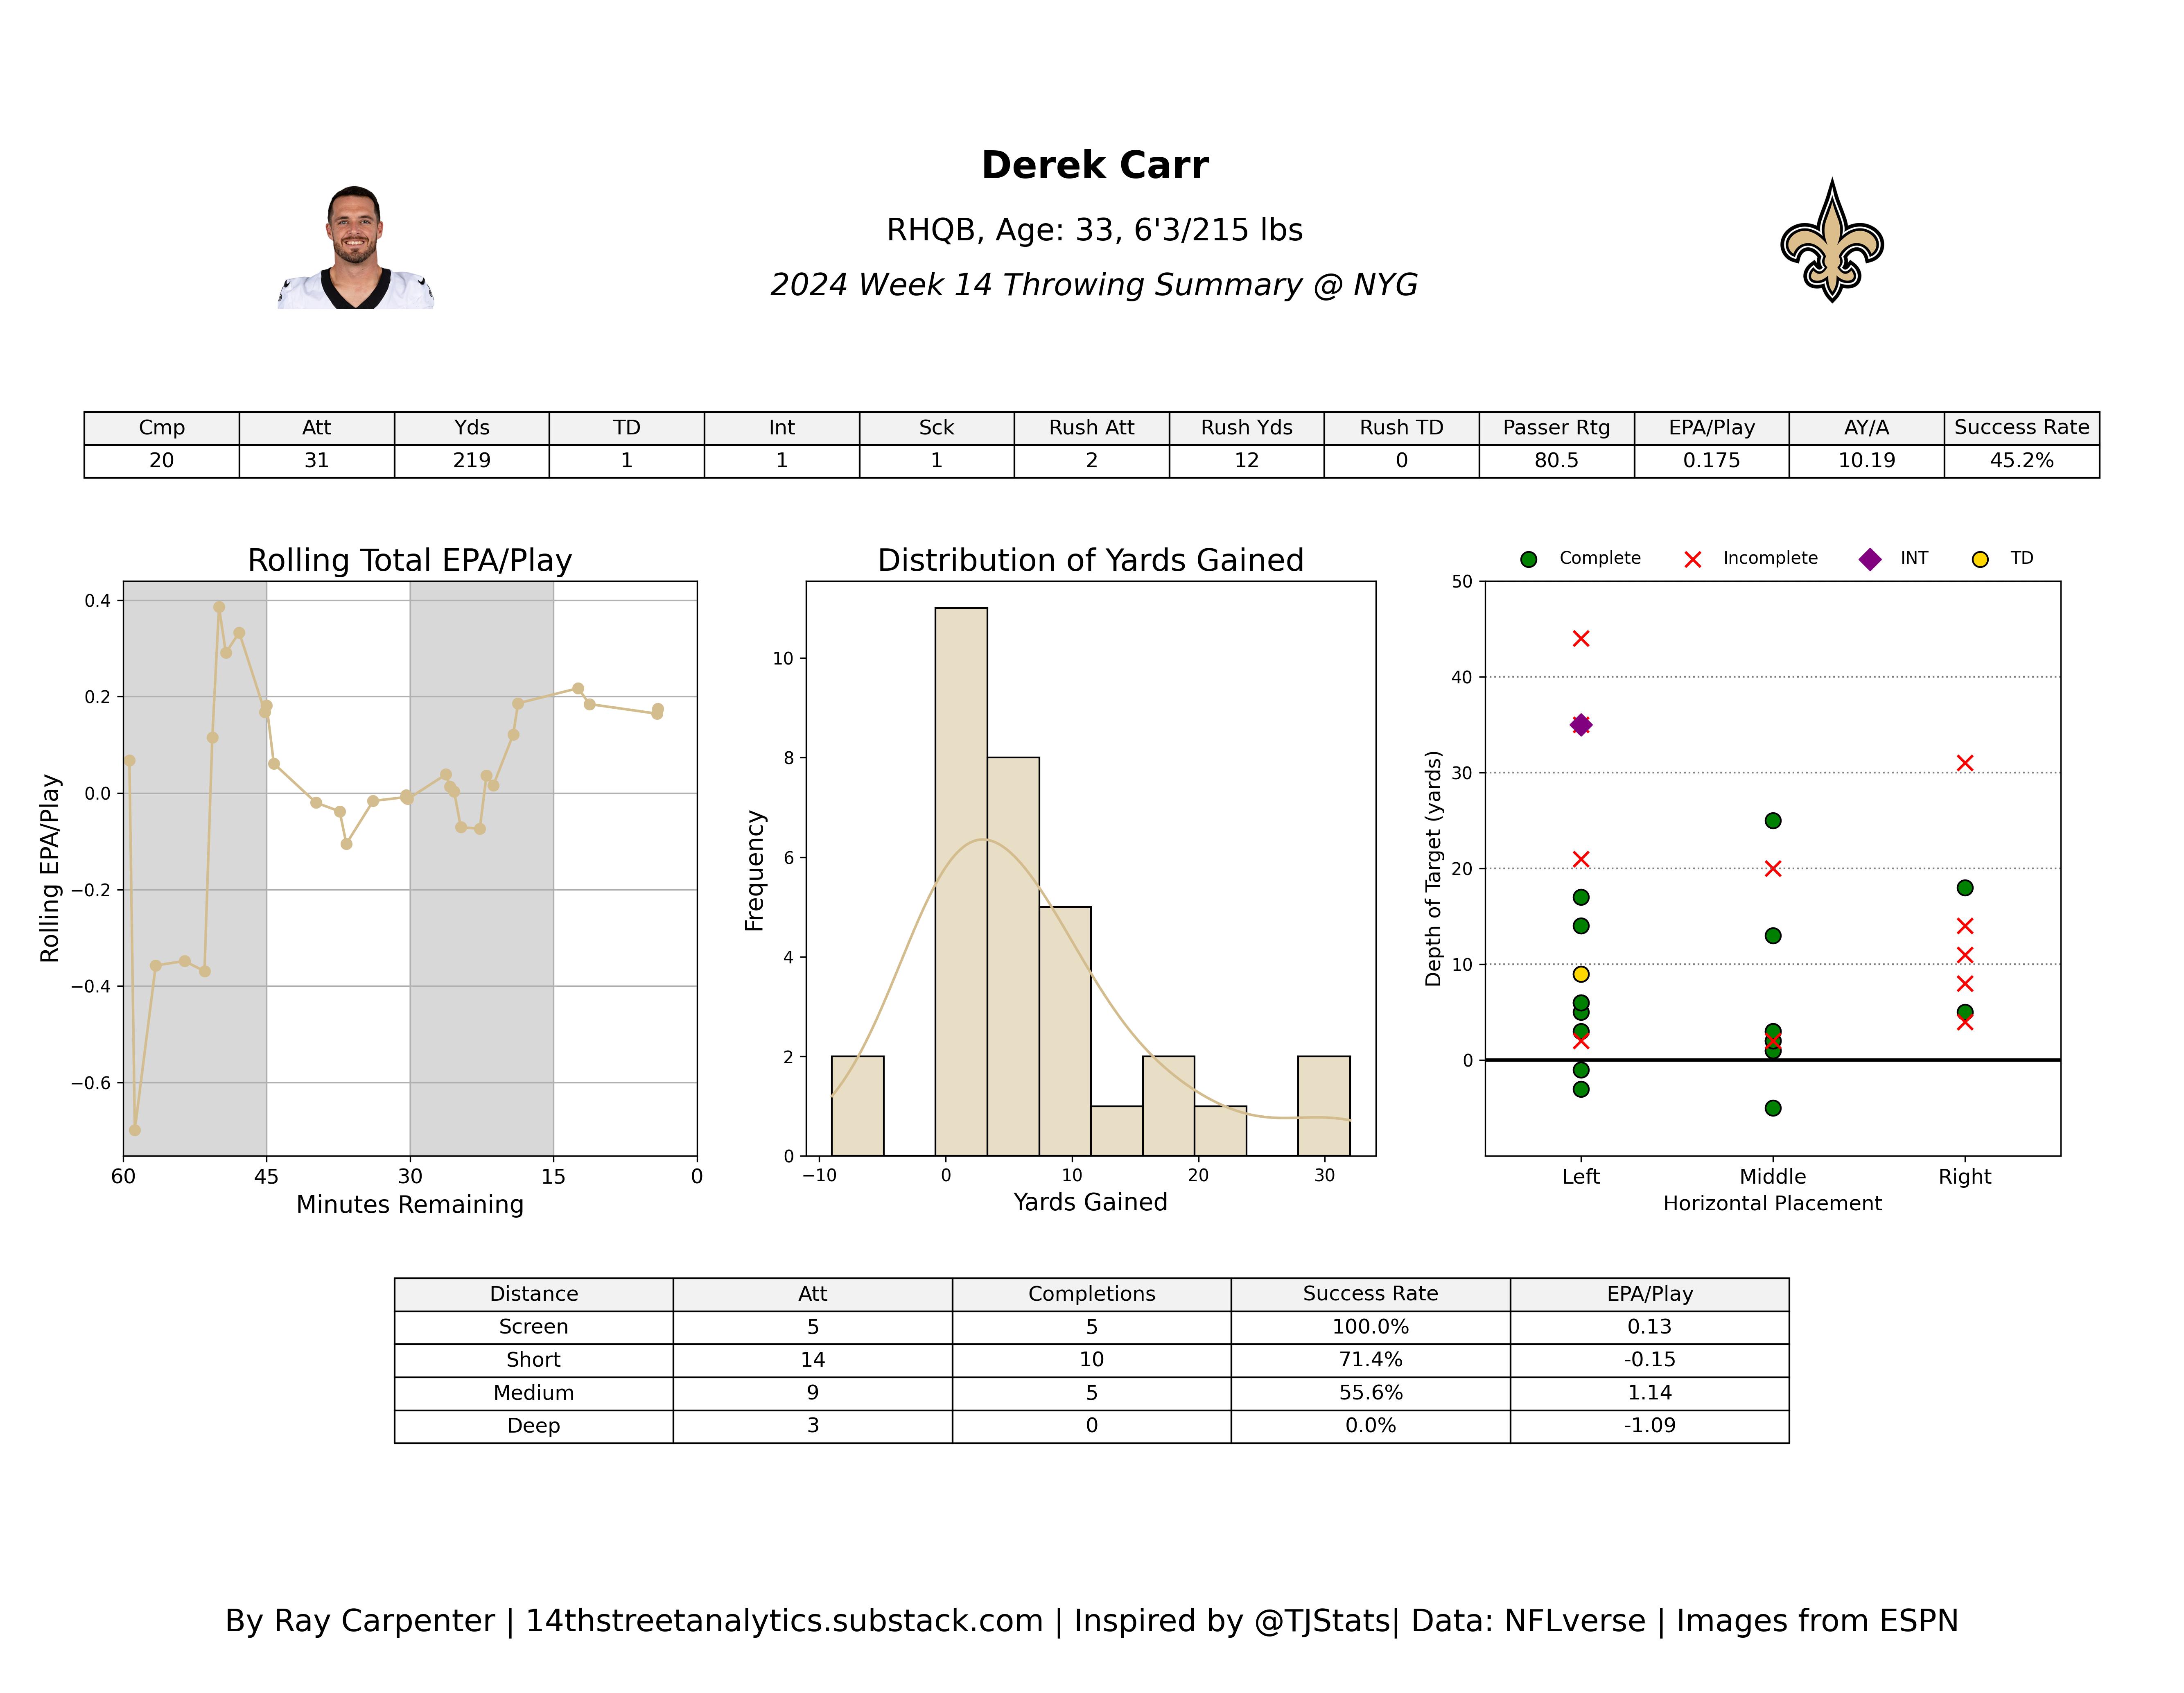 Derek Carr
RHQB, Age: 33, 6'3/215 lbs
2024 Week 14 Throwing Summary @ NYG
Cmp Att Yds TD Int Sck Rush Att Rush Yds Rush TD Passer Rtg EPA/Play AY/A Success Rate
20 31 219 1 1 1 2 12 0 80.5 0.175 10.19 45.2%
Rolling Total EPA/Play
0.4
0.2
0.0
−0.2
−0.4
−0.6
Rolling EPA/Play
60 45 30 15 0
Minutes Remaining
Distribution of Yards Gained
10
8
6
4
2
0
Frequency
−10 0 10 20 30
Yards Gained
Complete Incomplete INT TD
50
40
30
20
10
0
Depth of Target (yards)
Left Middle Right
Horizontal Placement
Distance Att Completions Success Rate EPA/Play
Screen 5 5 100.0% 0.13
Short 14 10 71.4% -0.15
Medium 9 5 55.6% 1.14
Deep 3 0 0.0% -1.09
By Ray Carpenter | 14thstreetanalytics.substack.com | Inspired by @TJStats| Data: NFLverse | Images from ESPN